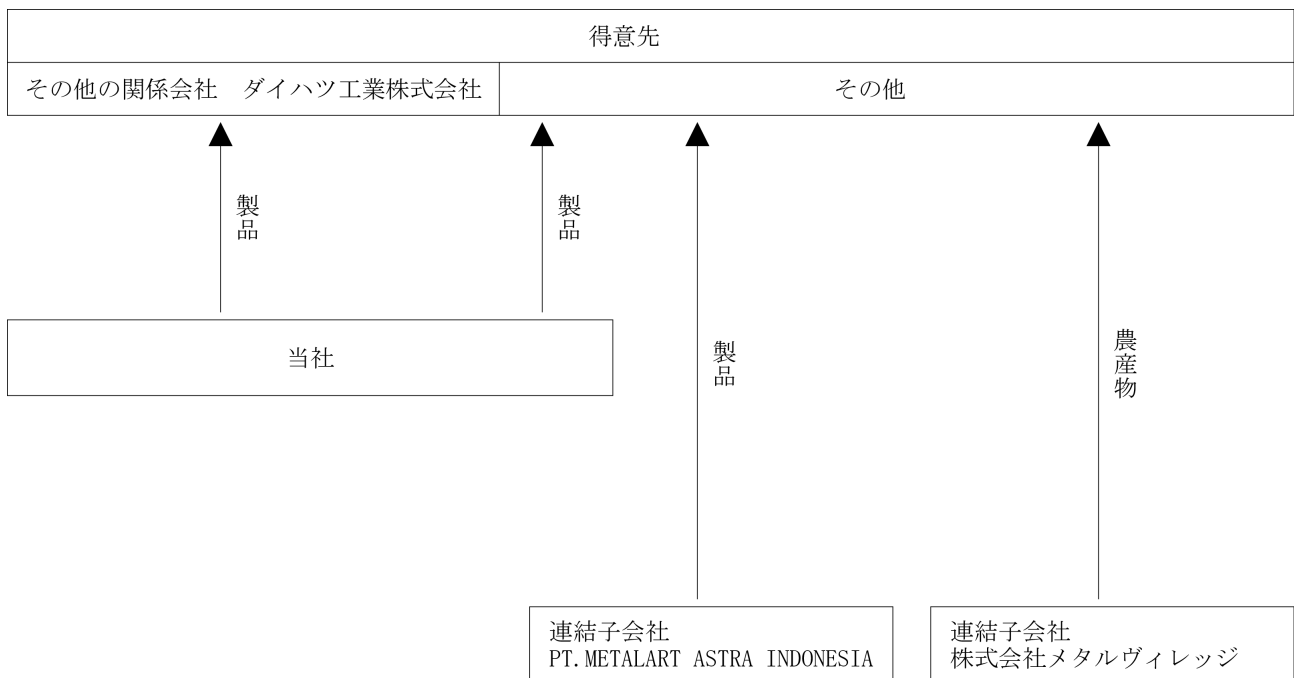 得意先
その他の関係会社　ダイハツ工業株式会社
その他
製品
製品
当社
製品
農産物
連結子会社
PT.METALART ASTRA INDONESIA
連結子会社
株式会社メタルヴィレッジ